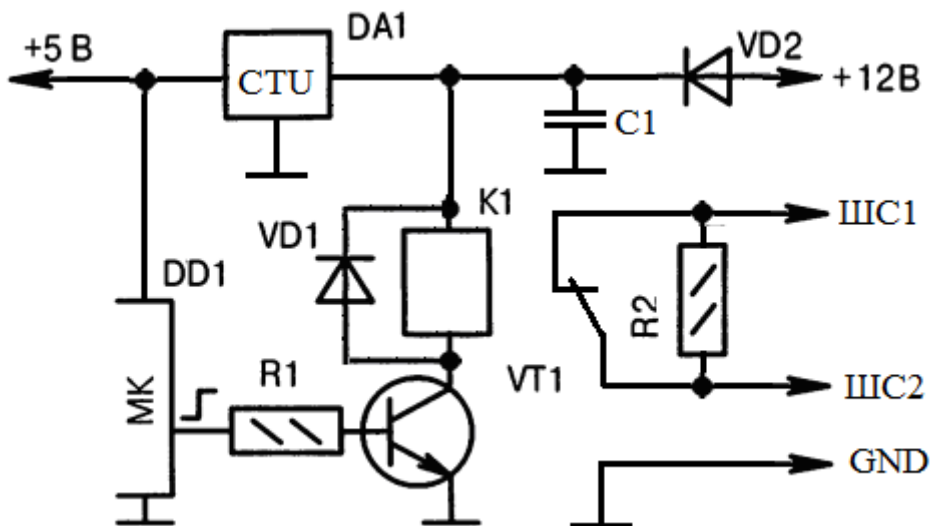 DA1
+5 В
CTU
VD2
+12В
C1
K1
VD1
ШС1
DD1
R2
R1
VT1
МК
ШС2
GND